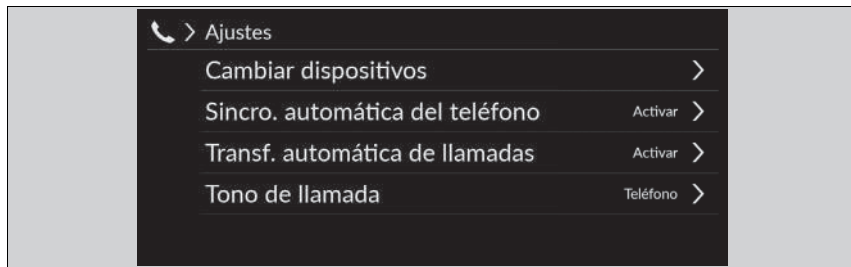 Ajustes
Cambiar dispositivos
Sincro. automática del teléfono Activar
Transf. automática de llamadas Activar
Tono de llamada Teléfono